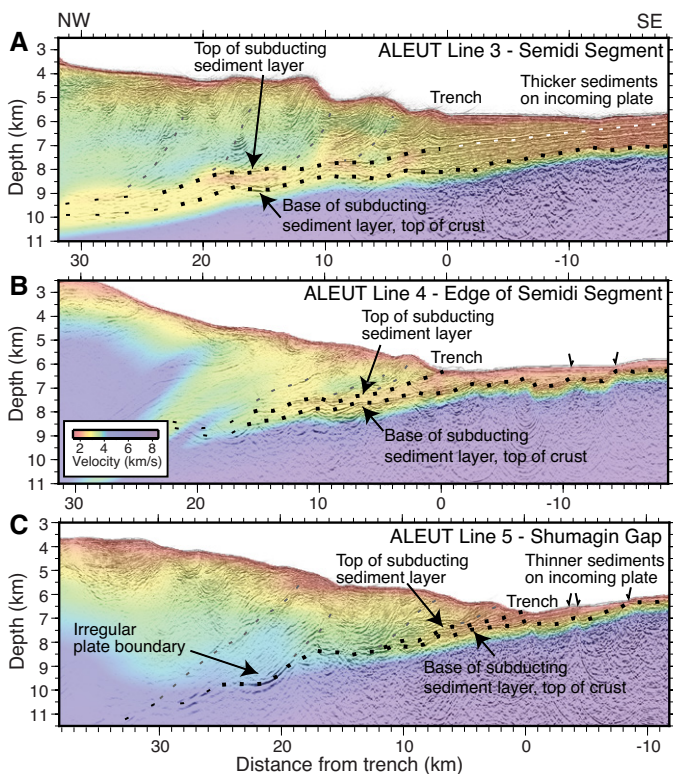 NW
SE
A
ALEUT Line 3 - Semidi Segment
Top of subducting
sediment layer
Thicker sediments
on incoming plate
Trench
Base of subducting
sediment layer, top of crust
Depth (km)
3
4
5
6
7
8
9
10
11
30
20
10
0
-10
B
ALEUT Line 4 - Edge of Semidi Segment
Top of subducting
sediment layer
Trench
Base of subducting
sediment layer, top of crust
2 4 6 8
Velocity (km/s)
Depth (km)
3
4
5
6
7
8
9
10
11
30
20
10
0
-10
C
ALEUT Line 5 - Shumagin Gap
Top of subducting
sediment layer
Thinner sediments
on incoming plate
Trench
Irregular
plate boundary
Base of subducting
sediment layer, top of crust
Depth (km)
3
4
5
6
7
8
9
10
11
30
20
10
0
-10
Distance from trench (km)